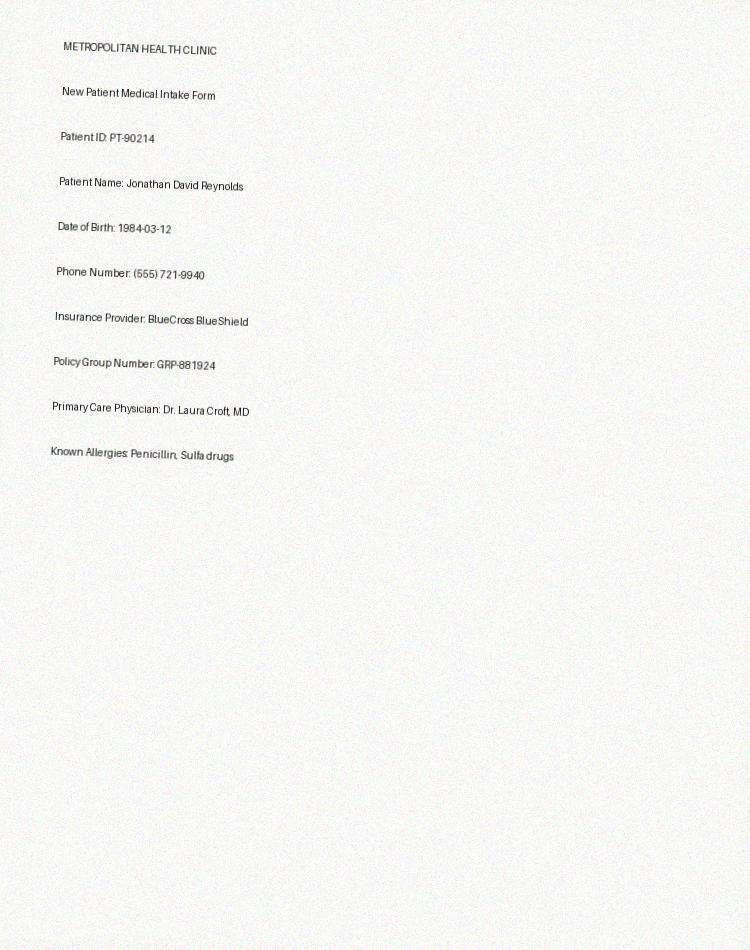 METROPOLITAN HEALTH CLINIC
New Patient Medical Intake Form
Patient ID: PT-90214
Patient Name: Jonathan David Reynolds
Date of Birth: 1984-03-12
Phone Number: (555) 721-9940
Insurance Provider: BlueCross BlueShield
Policy Group Number: GRP-881924
Primary Care Physician: Dr. Laura Croft, MD
Known Allergies: Penicillin, Sulfa drugs